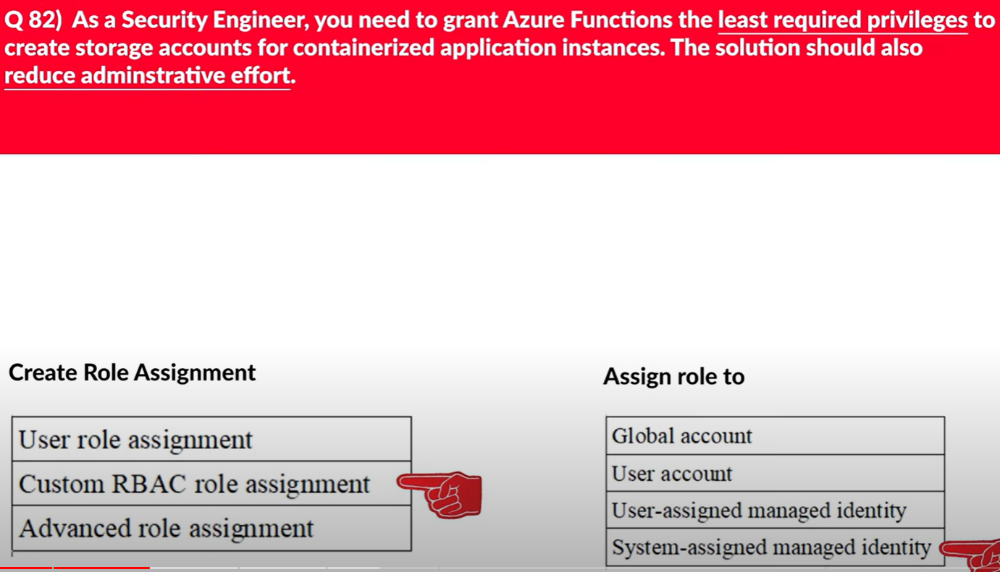 Q 82) As a Security Engineer, you need to grant Azure Functions the least required privileges to
create storage accounts for containerized application instances. The solution should also
reduce adminstrative effort.
Create Role Assignment
Assign role to
User role assignment
Custom RBAC role assignment
Advanced role assignment
Global account
User account
User-assigned managed identity
System-assigned managed identity